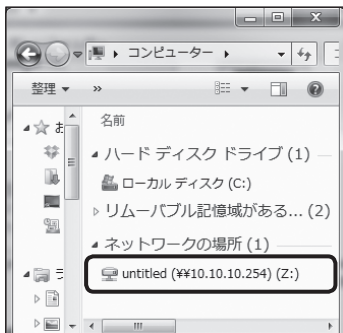 コンピューター
整理
»
お
名前
ハード ディスク ドライブ (1)
ローカル ディスク (C:)
リムーバブル記憶域がある... (2)
ネットワークの場所 (1)
untitled (¥¥10.10.10.254) (Z:)